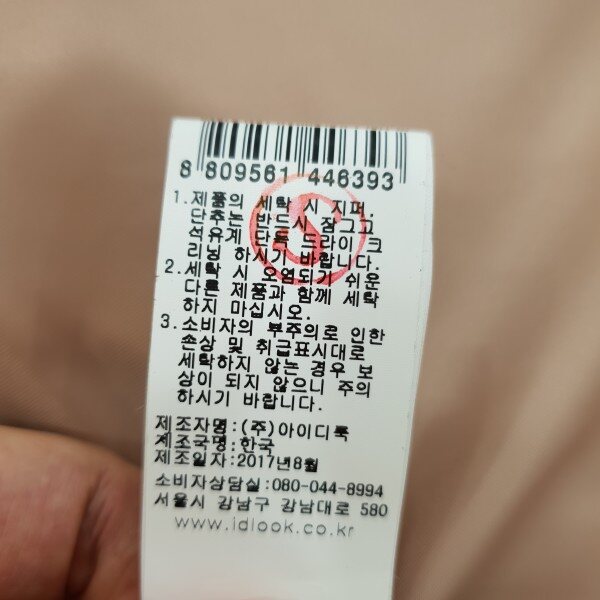 8 809561 446393
1.제품의 세탁 시 지퍼,
단추는 반드시 잠그고
석유계 단독 드라이 크
리닝 하시기 바랍니다.
2.세탁 시 오염되기 쉬운
다른 제품과 함께 세탁
하지 마십시오.
3.소비자의 부주의로 인한
손상 및 취급표시대로
세탁하지 않는 경우 보
상이 되지 않으니 주의
하시기 바랍니다.
제조자명:(주)아이디룩
제조국명:한국
제조일자:2017년8월
소비자상담실:080-044-8994
서울시 강남구 강남대로 580
www.idlook.co.kr